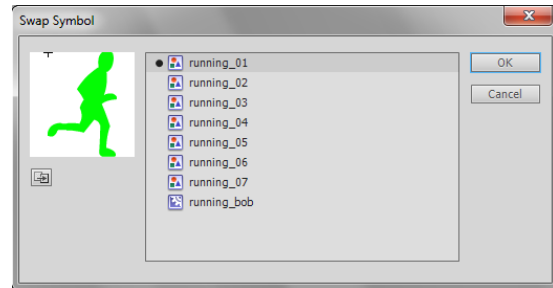 Swap Symbol
running_01
running_02
running_03
running_04
running_05
running_06
running_07
running_bob
OK
Cancel